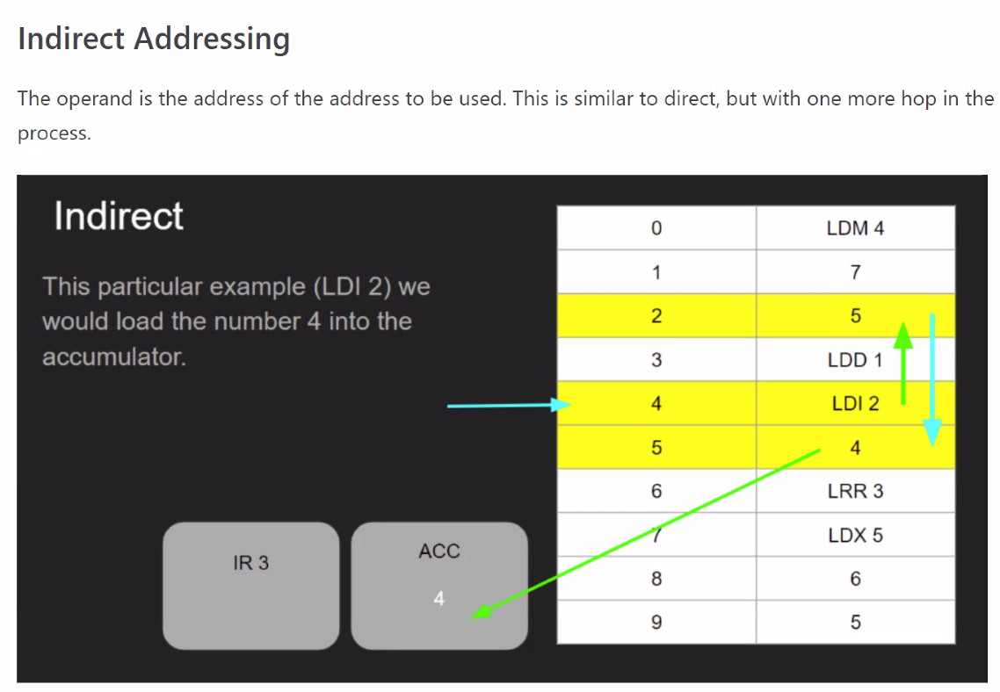 Indirect Addressing
The operand is the address of the address to be used. This is similar to direct, but with one more hop in the
process.
Indirect
This particular example (LDI 2) we
would load the number 4 into the
accumulator.
0 LDM 4
1 7
2 5
3 LDD 1
4 LDI 2
5 4
6 LRR 3
7 LDX 5
8 6
9 5
IR 3
ACC
4